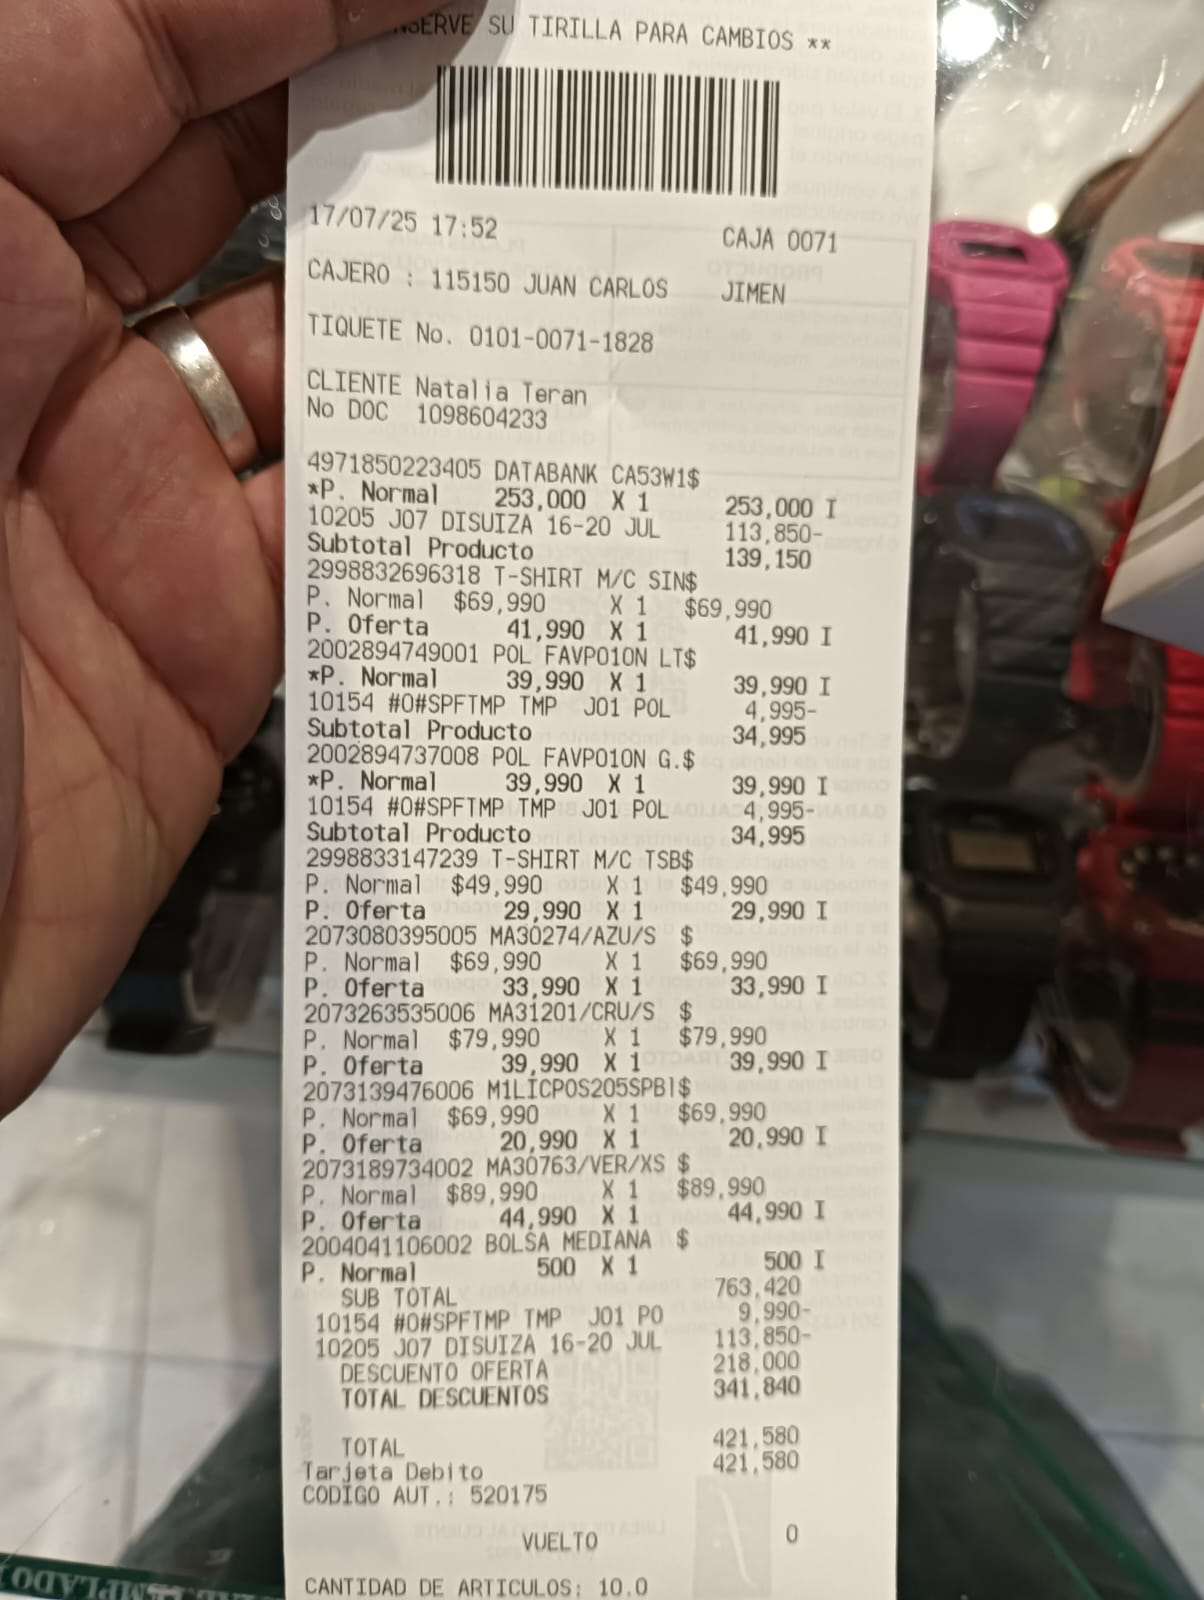 SERVE SU TIRILLA PARA CAMBIOS **
17/07/25 17:52 CAJA 0071
CAJERO : 115150 JUAN CARLOS JIMEN
TIQUETE No. 0101-0071-1828
CLIENTE Natalia Teran
No DOC 1098604233
4971850223405 DATABANK CA53W1$
*P. Normal 253,000 X 1 253,000 I
10205 J07 DISUIZA 16-20 JUL 113,850-
Subtotal Producto 139,150
2998832696318 T-SHIRT M/C SIN$
P. Normal $69,990 X 1 $69,990
P. Oferta 41,990 X 1 41,990 I
2002894749001 POL FAVPO1ON LT$
*P. Normal 39,990 X 1 39,990 I
10154 #0#SPFTMP TMP J01 POL 4,995-
Subtotal Producto 34,995
2002894737008 POL FAVPO1ON G.$
*P. Normal 39,990 X 1 39,990 I
10154 #0#SPFTMP TMP J01 POL 4,995-
Subtotal Producto 34,995
2998833147239 T-SHIRT M/C TSB$
P. Normal $49,990 X 1 $49,990
P. Oferta 29,990 X 1 29,990 I
2073080395005 MA30274/AZU/S $
P. Normal $69,990 X 1 $69,990
P. Oferta 33,990 X 1 33,990 I
2073263535006 MA31201/CRU/S $
P. Normal $79,990 X 1 $79,990
P. Oferta 39,990 X 1 39,990 I
2073139476006 M1LICPOS205SPB1$
P. Normal $69,990 X 1 $69,990
P. Oferta 20,990 X 1 20,990 I
2073189734002 MA30763/VER/XS $
P. Normal $89,990 X 1 $89,990
P. Oferta 44,990 X 1 44,990 I
2004041106002 BOLSA MEDIANA $
P. Normal 500 X 1 500 I
SUB TOTAL 763,420
10154 #0#SPFTMP TMP J01 PO 9,990-
10205 J07 DISUIZA 16-20 JUL 113,850-
DESCUENTO OFERTA 218,000
TOTAL DESCUENTOS 341,840
TOTAL 421,580
Tarjeta Debito 421,580
CODIGO AUT.: 520175
VUELTO 0
CANTIDAD DE ARTICULOS: 10.0